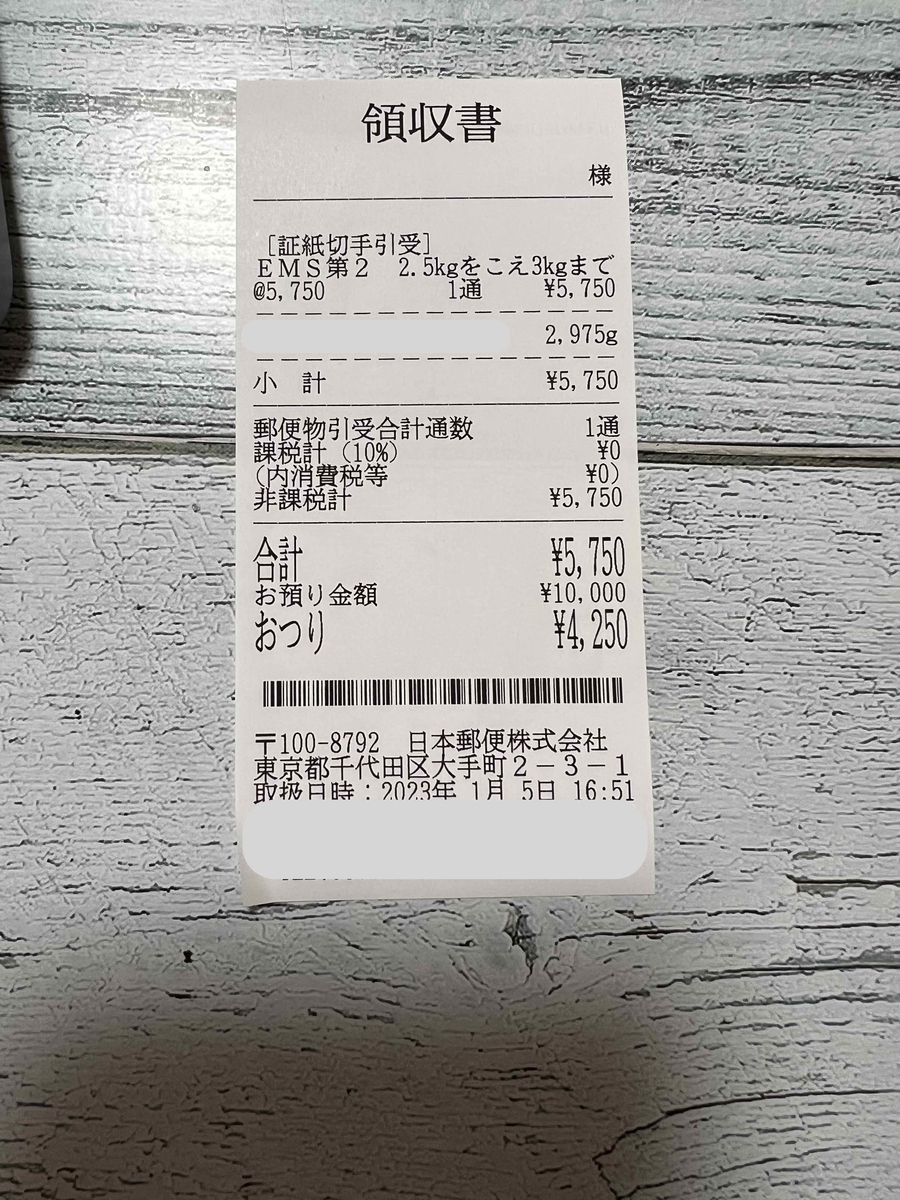 領収書
様
[証紙切手引受]
EMS第2 2.5kgをこえ3kgまで
@5,750 1通 ¥5,750
2,975g
小 計 ¥5,750
郵便物引受合計通数 1通
課税計(10%) ¥0
(内消費税等 ¥0)
非課税計 ¥5,750
合計 ¥5,750
お預り金額 ¥10,000
おつり ¥4,250
〒100-8792 日本郵便株式会社
東京都千代田区大手町2-3-1
取扱日時:2023年 1月 5日 16:51